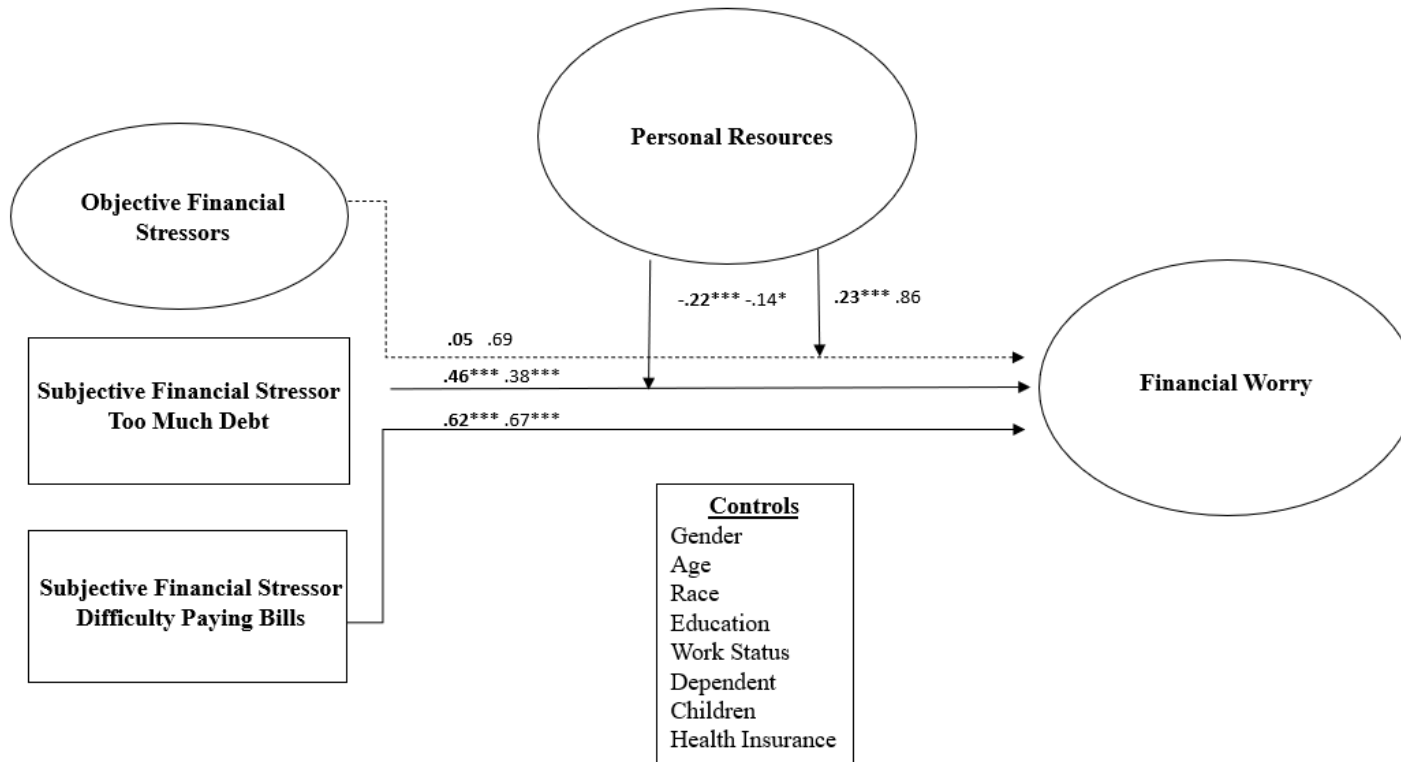 Personal Resources
Objective Financial
Stressors
-.22*** -.14*
.23*** .86
.05 .69
.46*** .38***
.62*** .67***
Subjective Financial Stressor
Too Much Debt
Financial Worry
Subjective Financial Stressor
Difficulty Paying Bills
Controls
Gender
Age
Race
Education
Work Status
Dependent
Children
Health Insurance